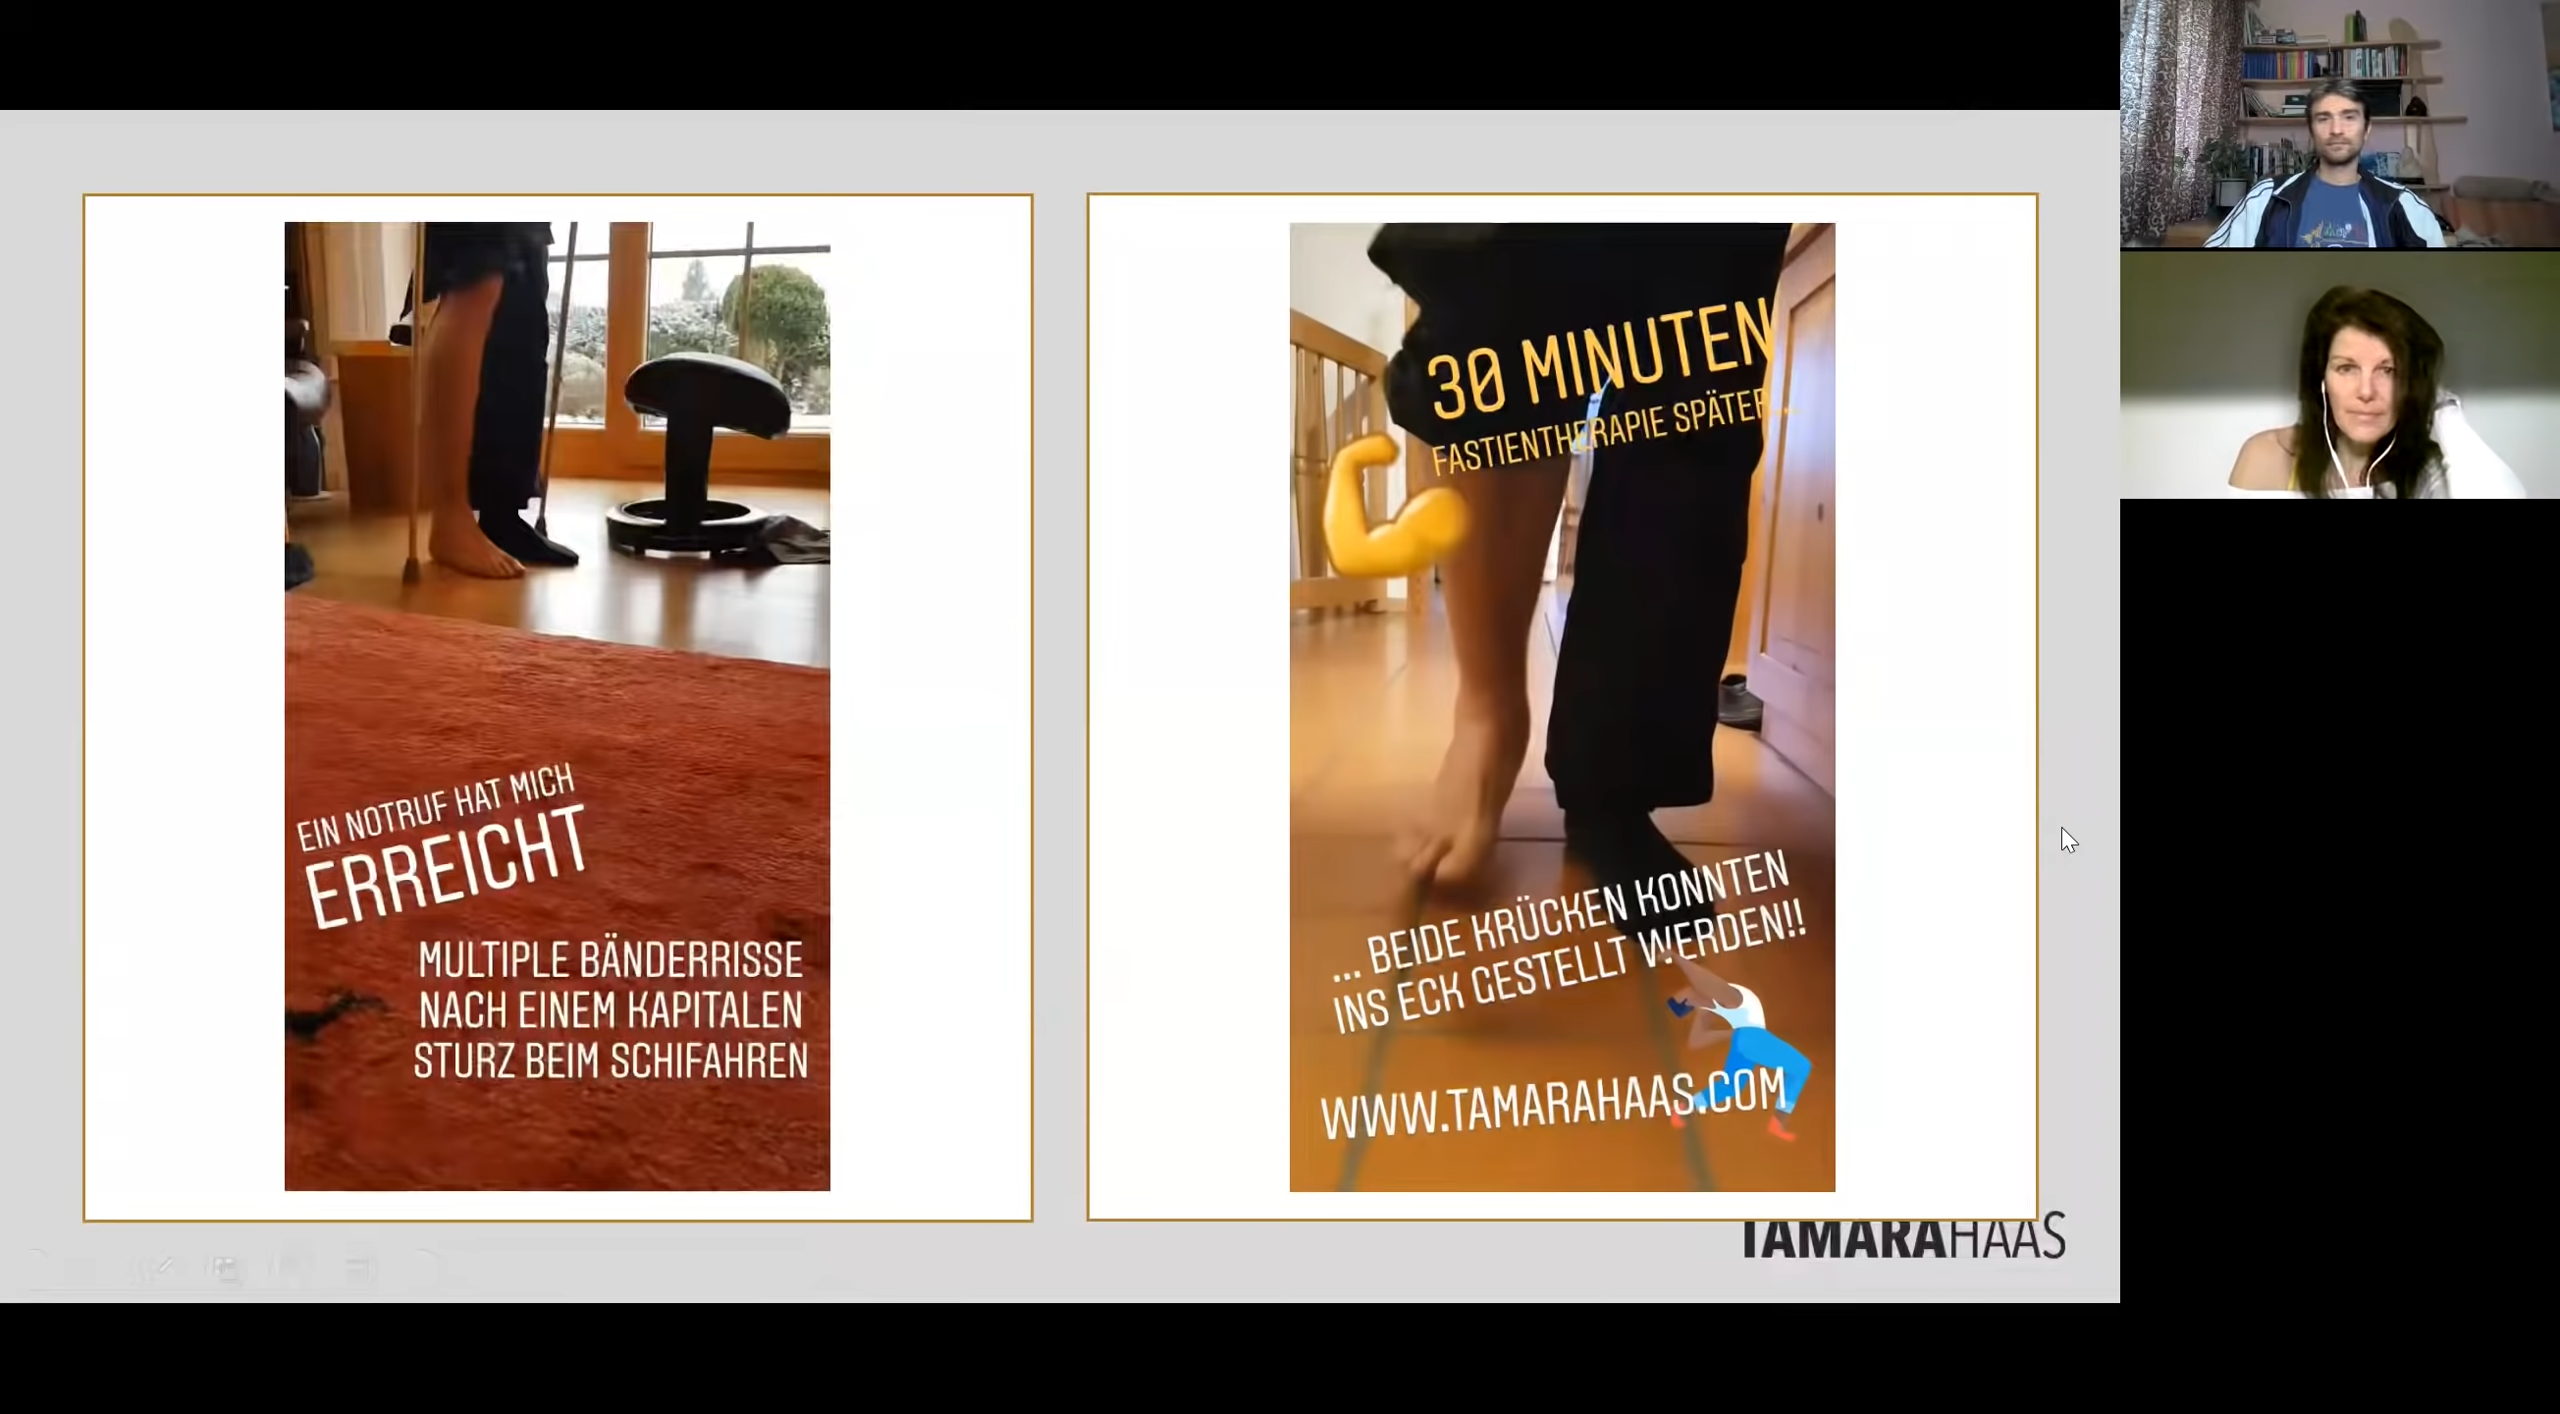 EIN NOTRUF HAT MICH
ERREICHT
MULTIPLE BÄNDERRISSE
NACH EINEM KAPITALEN
STURZ BEIM SCHIFAHREN
30 MINUTEN
FASTIENTHERAPIE SPÄTER...
... BEIDE KRÜCKEN KONNTEN
INS ECK GESTELLT WERDEN!!
WWW.TAMARAHAAS.COM
TAMARAHAAS